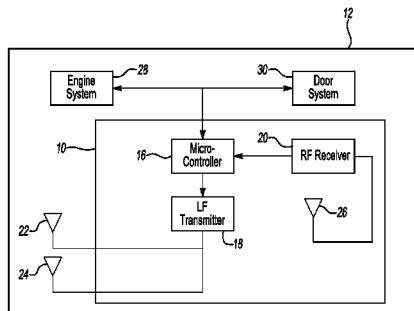 12
28
30
Engine
System
Door
System
10
20
16
Micro-
Controller
RF Receiver
22
LF
Transmitter
26
18
24